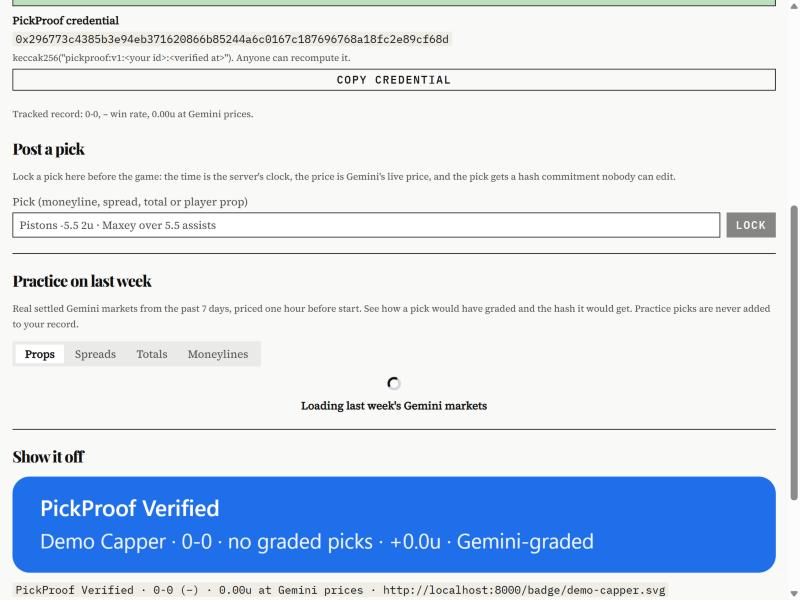 PickProof credential
0x296773c4385b3e94eb371620866b85254a6c0167c187696768a18fc2e89cf68d
keccak256("pickproof:v1:<your id>:<verified at>"). Anyone can recompute it.
COPY CREDENTIAL
Tracked record: 0-0, – win rate, 0.00u at Gemini prices.
Post a pick
Lock a pick here before the game: the time is the server's clock, the price is Gemini's live price, and the pick gets a hash commitment nobody can edit.
Pick (moneyline, spread, total or player prop)
Pistons -5.5 2u · Maxey over 5.5 assists
LOCK
Practice on last week
Real settled Gemini markets from the past 7 days, priced one hour before start. See how a pick would have graded and the hash it would get. Practice picks are never added
to your record.
Props Spreads Totals Moneylines
Loading last week's Gemini markets
Show it off
PickProof Verified
Demo Capper · 0-0 · no graded picks · +0.0u · Gemini-graded
PickProof Verified · 0-0 (–) · 0.00u at Gemini prices · http://localhost:8000/badge/demo-capper.svg